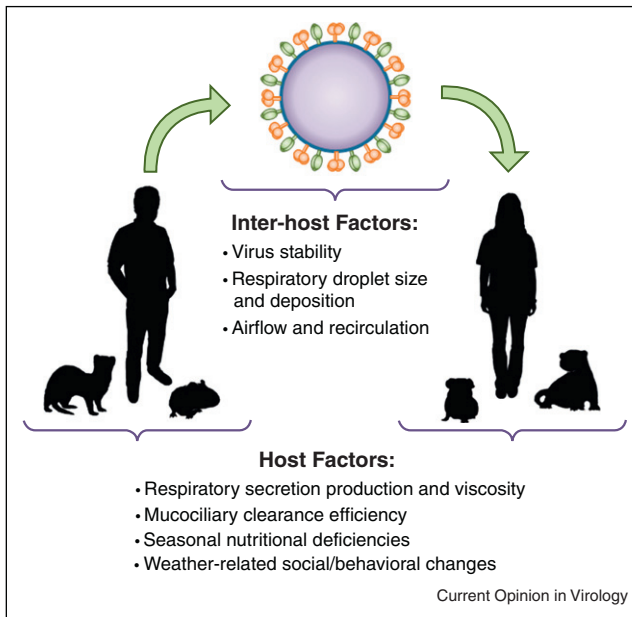 Inter-host Factors:
• Virus stability
• Respiratory droplet size
and deposition
• Airflow and recirculation
Host Factors:
• Respiratory secretion production and viscosity
• Mucociliary clearance efficiency
• Seasonal nutritional deficiencies
• Weather-related social/behavioral changes
Current Opinion in Virology